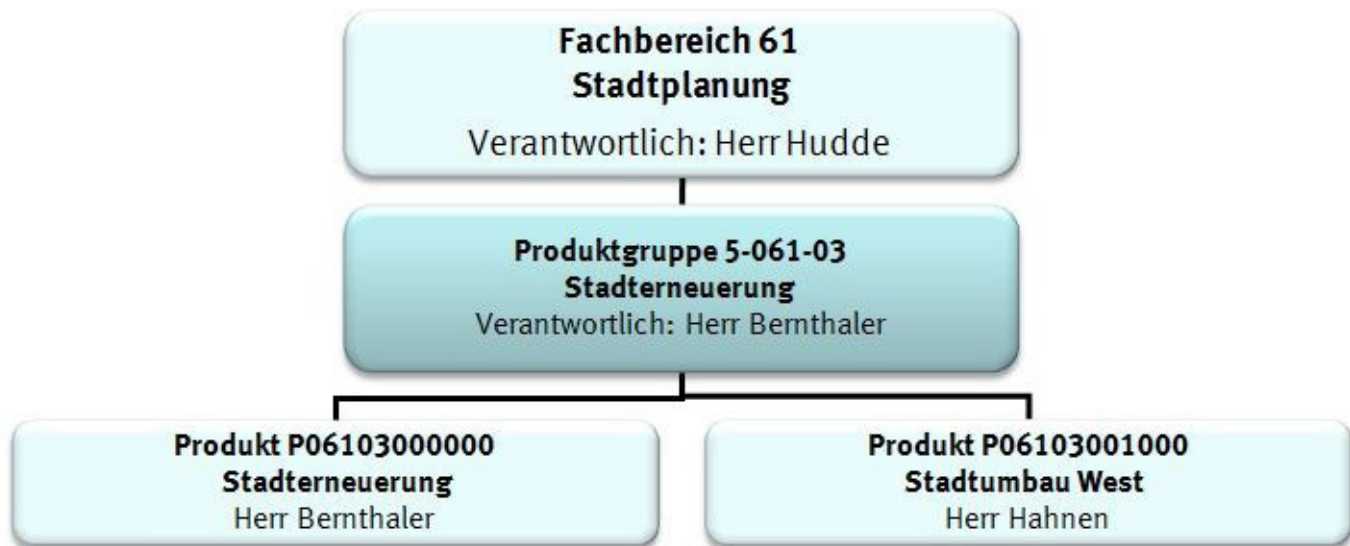 Fachbereich 61
Stadtplanung
Verantwortlich: Herr Hudde
Produktgruppe 5-061-03
Stadterneuerung
Verantwortlich: Herr Bernthaler
Produkt P06103000000
Stadterneuerung
Herr Bernthaler
Produkt P06103001000
Stadtumbau West
Herr Hahnen